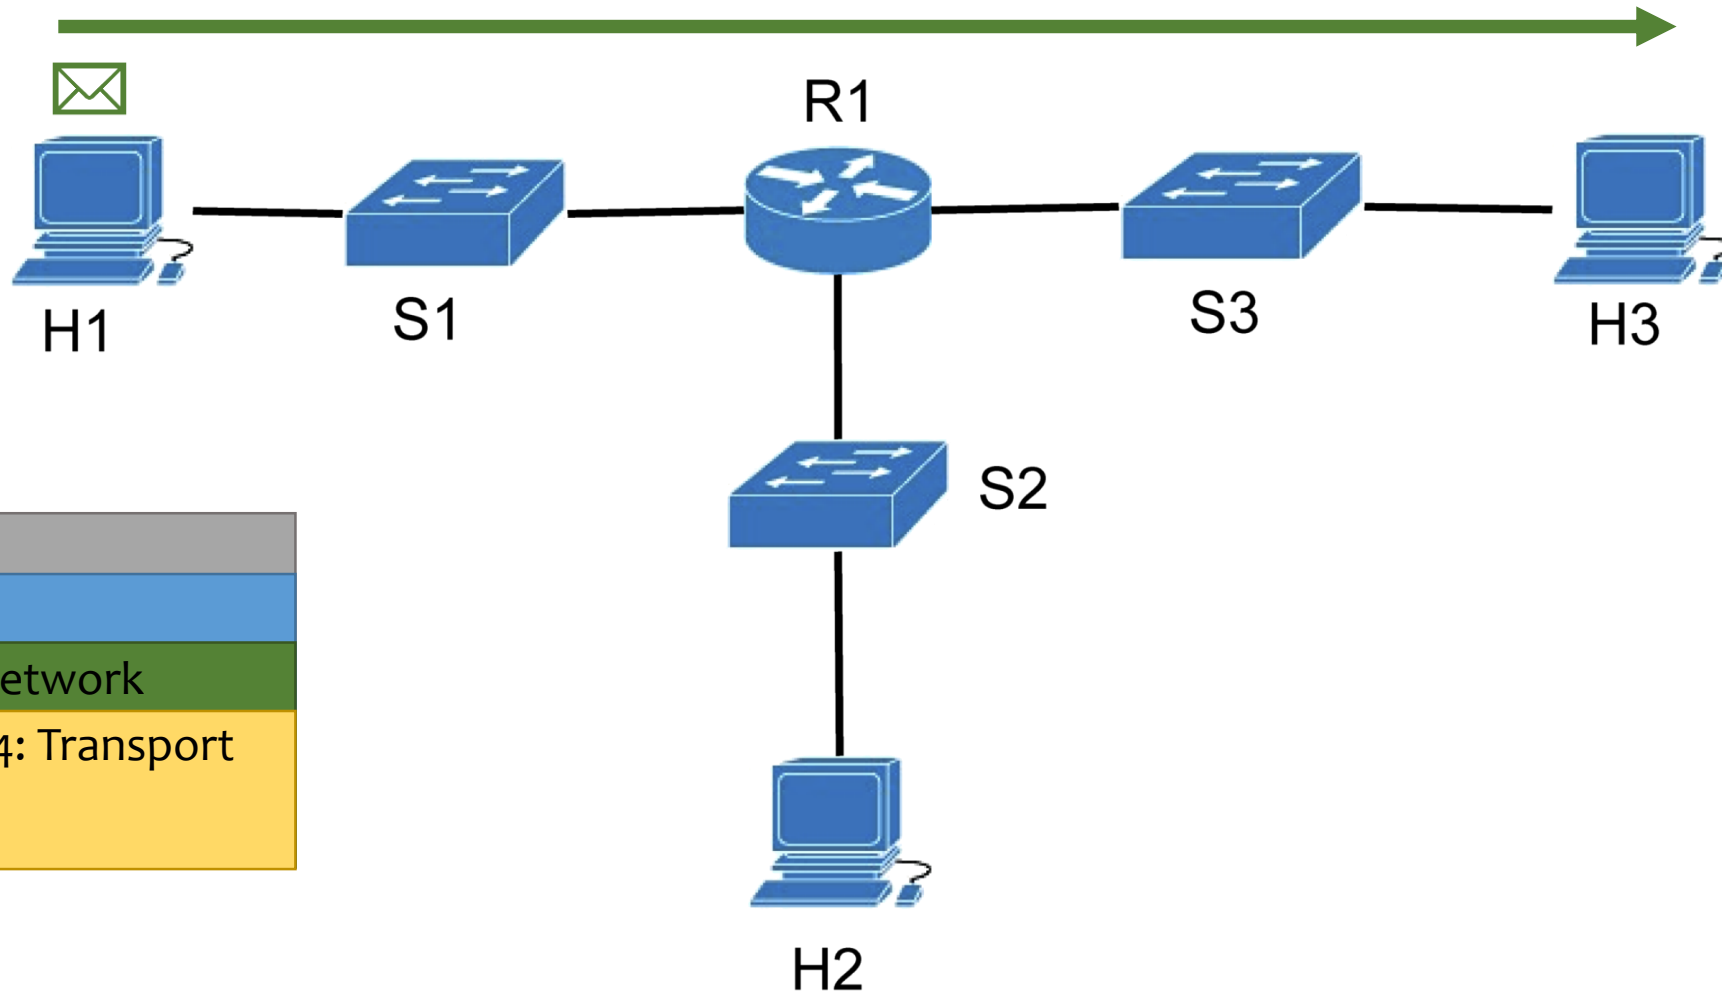 R1
H1
S1
S3
H3
S2
etwork
4: Transport
H2